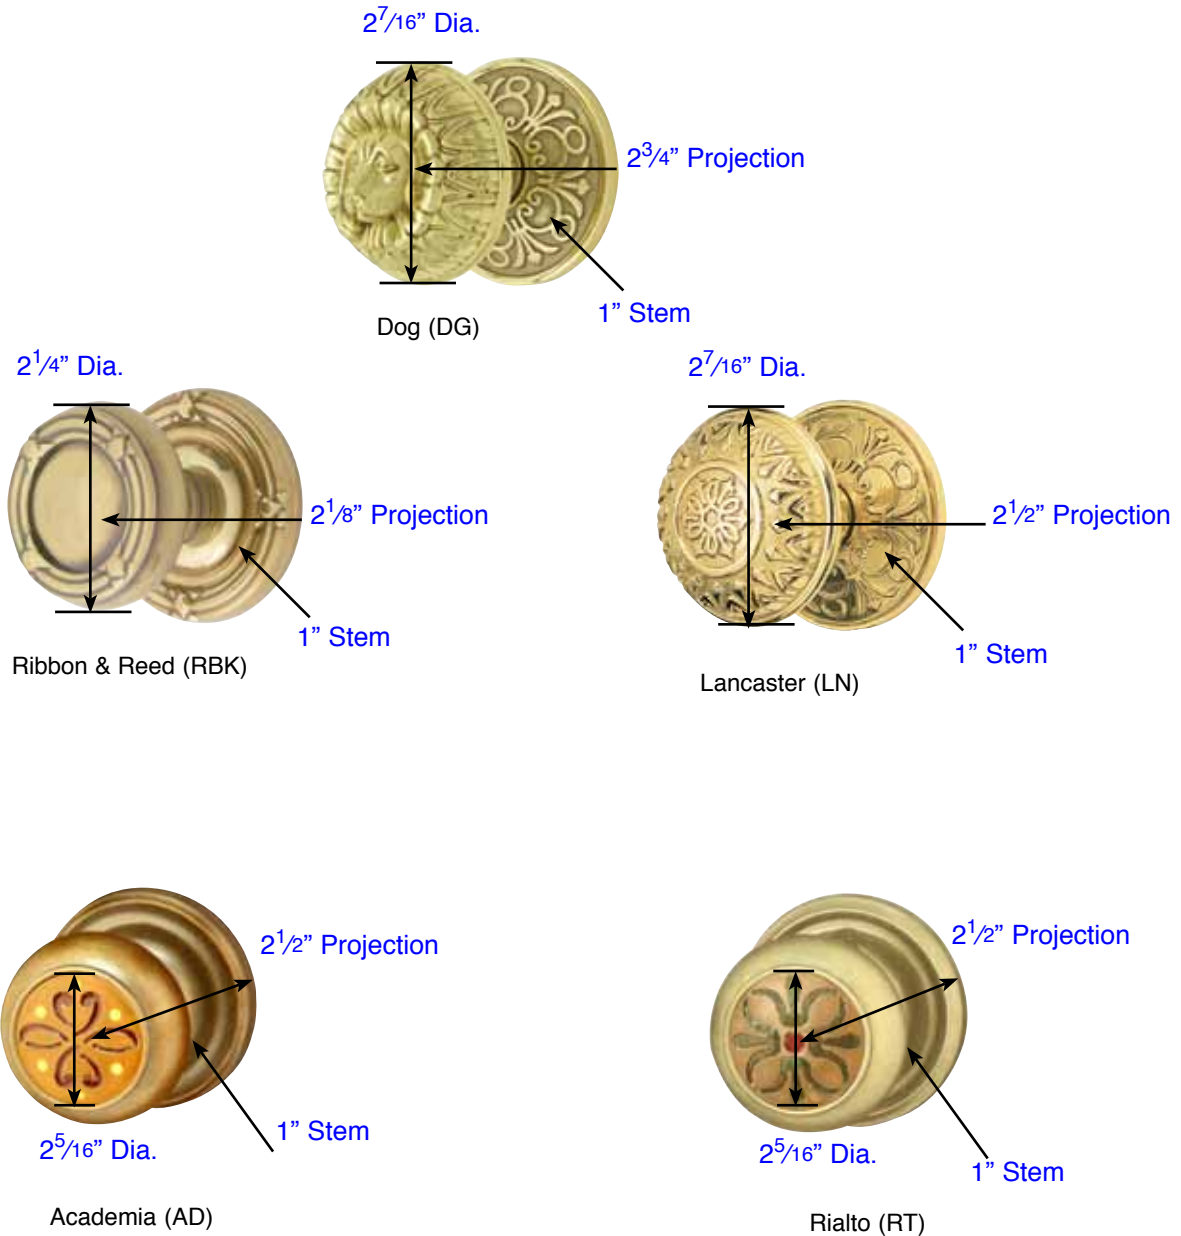 2 7/16” Dia.
2 3/4” Projection
1” Stem
Dog (DG)
2 1/4” Dia.
2 1/8” Projection
1” Stem
Ribbon & Reed (RBK)
2 7/16” Dia.
2 1/2” Projection
1” Stem
Lancaster (LN)
2 1/2” Projection
1” Stem
2 5/16” Dia.
Academia (AD)
2 1/2” Projection
2 5/16” Dia.
1” Stem
Rialto (RT)